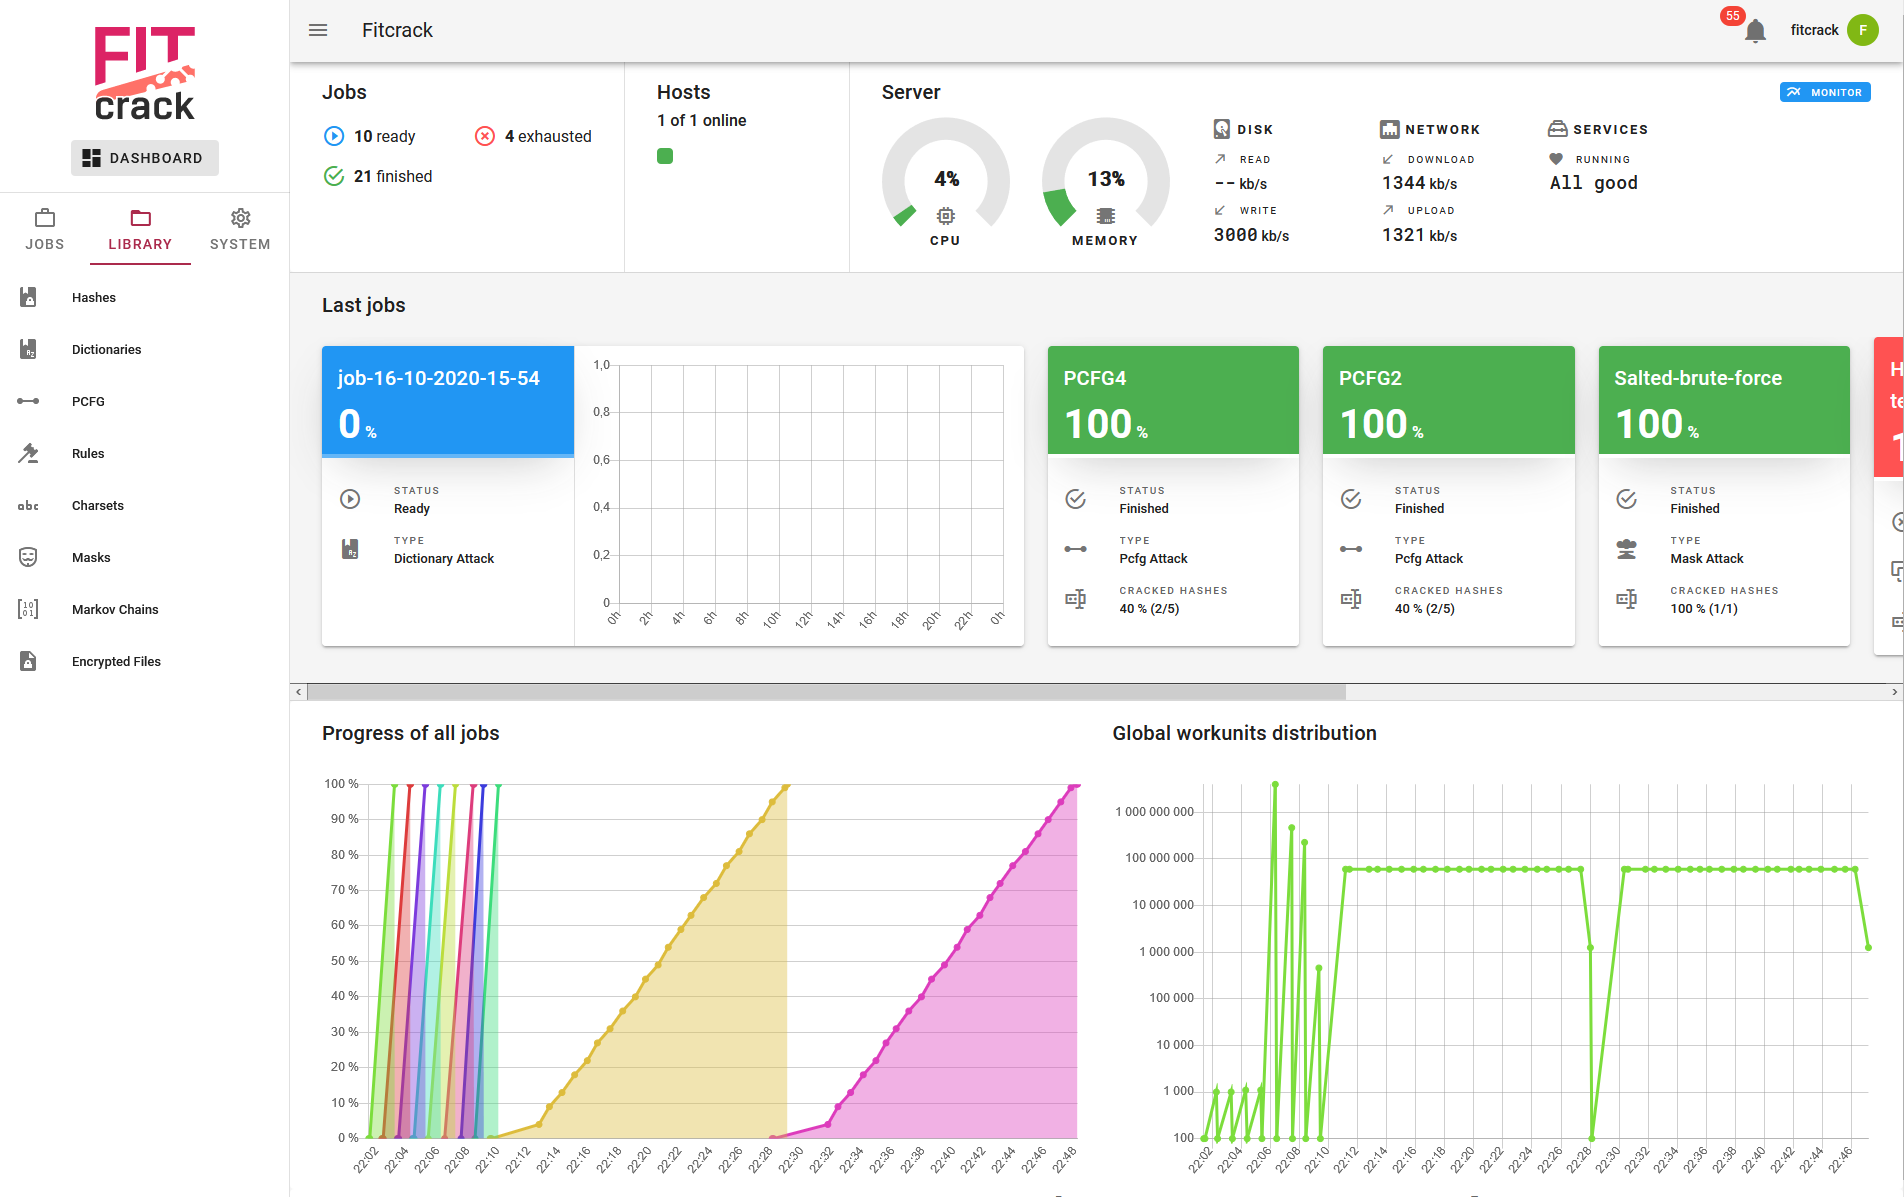 FIT
crack
DASHBOARD
JOBS
LIBRARY
SYSTEM
Hashes
Dictionaries
PCFG
Rules
abc
Charsets
Masks
Markov Chains
Encrypted Files
Fitcrack
55
fitcrack
F
Jobs
10 ready
4 exhausted
21 finished
Hosts
1 of 1 online
Server
MONITOR
4%
CPU
13%
MEMORY
DISK
READ
-- kb/s
WRITE
3000 kb/s
NETWORK
DOWNLOAD
1344 kb/s
UPLOAD
1321 kb/s
SERVICES
RUNNING
All good
Last jobs
job-16-10-2020-15-54
0 %
STATUS
Ready
TYPE
Dictionary Attack
1,0
0,8
0,6
0,4
0,2
0
0h 2h 4h 6h 8h 10h 12h 14h 16h 18h 20h 22h 0h
PCFG4
100 %
STATUS
Finished
TYPE
Pcfg Attack
CRACKED HASHES
40 % (2/5)
PCFG2
100 %
STATUS
Finished
TYPE
Pcfg Attack
CRACKED HASHES
40 % (2/5)
Salted-brute-force
100 %
STATUS
Finished
TYPE
Mask Attack
CRACKED HASHES
100 % (1/1)
H
te
1
Progress of all jobs
100 %
90 %
80 %
70 %
60 %
50 %
40 %
30 %
20 %
10 %
0 %
22:02 22:04 22:06 22:08 22:10 22:12 22:14 22:16 22:18 22:20 22:22 22:24 22:26 22:28 22:30 22:32 22:34 22:36 22:38 22:40 22:42 22:44 22:46 22:48
Global workunits distribution
1 000 000 000
100 000 000
10 000 000
1 000 000
100 000
10 000
1 000
100
22:02 22:04 22:06 22:08 22:10 22:12 22:14 22:16 22:18 22:20 22:22 22:24 22:26 22:28 22:30 22:32 22:34 22:36 22:38 22:40 22:42 22:44 22:46